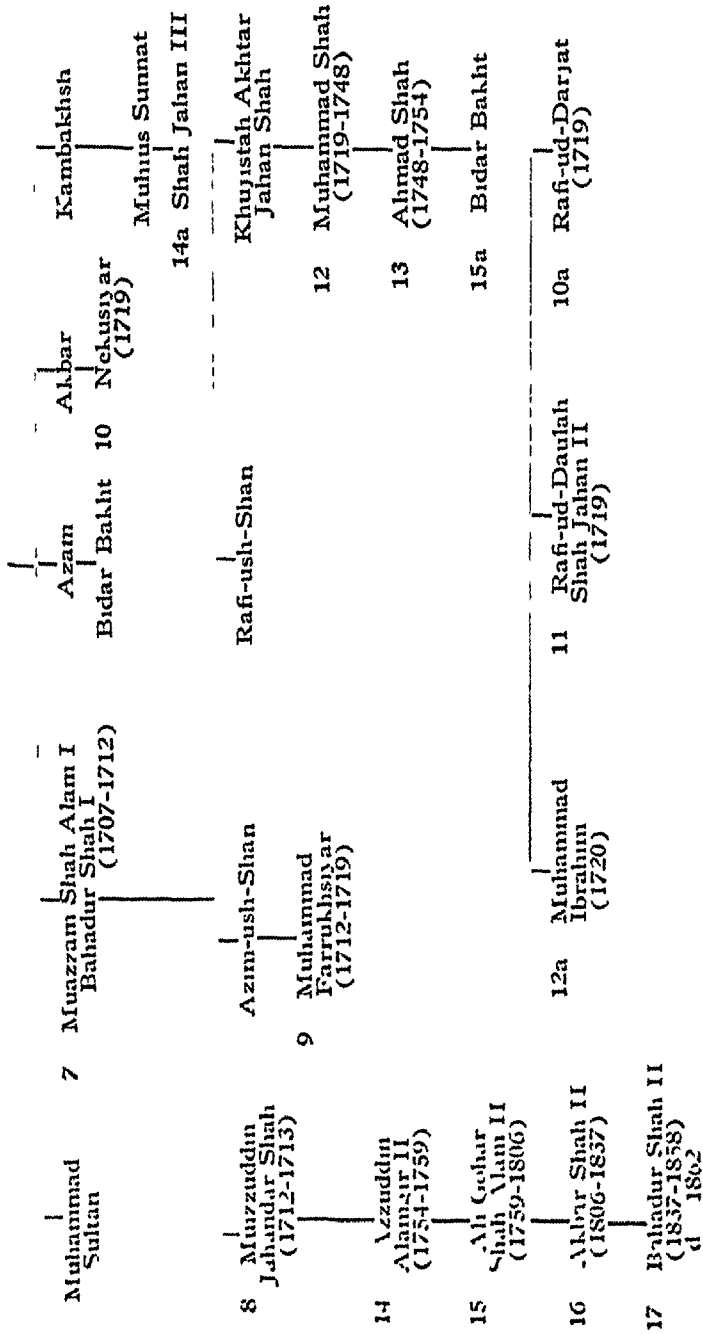 Muhammad
Sultan
7 Muazzam Shah Alam I
Bahadur Shah I
(1707-1712)
Azam
Bidar Bakht
Akbar
10 Nekusiyar
(1719)
Kambakhsh
Muhius Sunnat
14a Shah Jahan III
8 Muizzuddin
Jahandar Shah
(1712-1713)
Azim-ush-Shan
9 Muhammad
Farrukhsiyar
(1712-1719)
Rafi-ush-Shan
Khujistah Akhtar
Jahan Shah
12 Muhammad Shah
(1719-1748)
13 Ahmad Shah
(1748-1754)
15a Bidar Bakht
14 Azzuddin
Alamgir II
(1754-1759)
15 Ali Gohar
Shah Alam II
(1759-1806)
16 Akbar Shah II
(1806-1837)
17 Bahadur Shah II
(1837-1858)
d 1862
12a Muhammad
Ibrahim
(1720)
11 Rafi-ud-Daulah
Shah Jahan II
(1719)
10a Rafi-ud-Darjat
(1719)